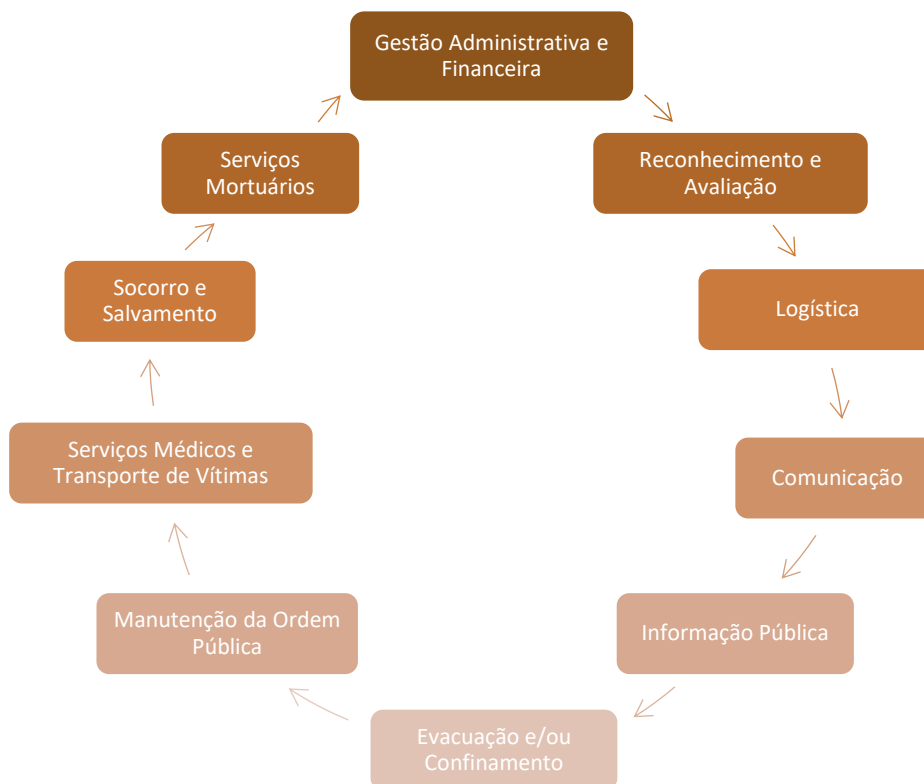 Gestão Administrativa e
Financeira
Reconhecimento e
Avaliação
Logística
Comunicação
Informação Pública
Evacuação e/ou
Confinamento
Manutenção da Ordem
Pública
Serviços Médicos e
Transporte de Vítimas
Socorro e
Salvamento
Serviços
Mortuários